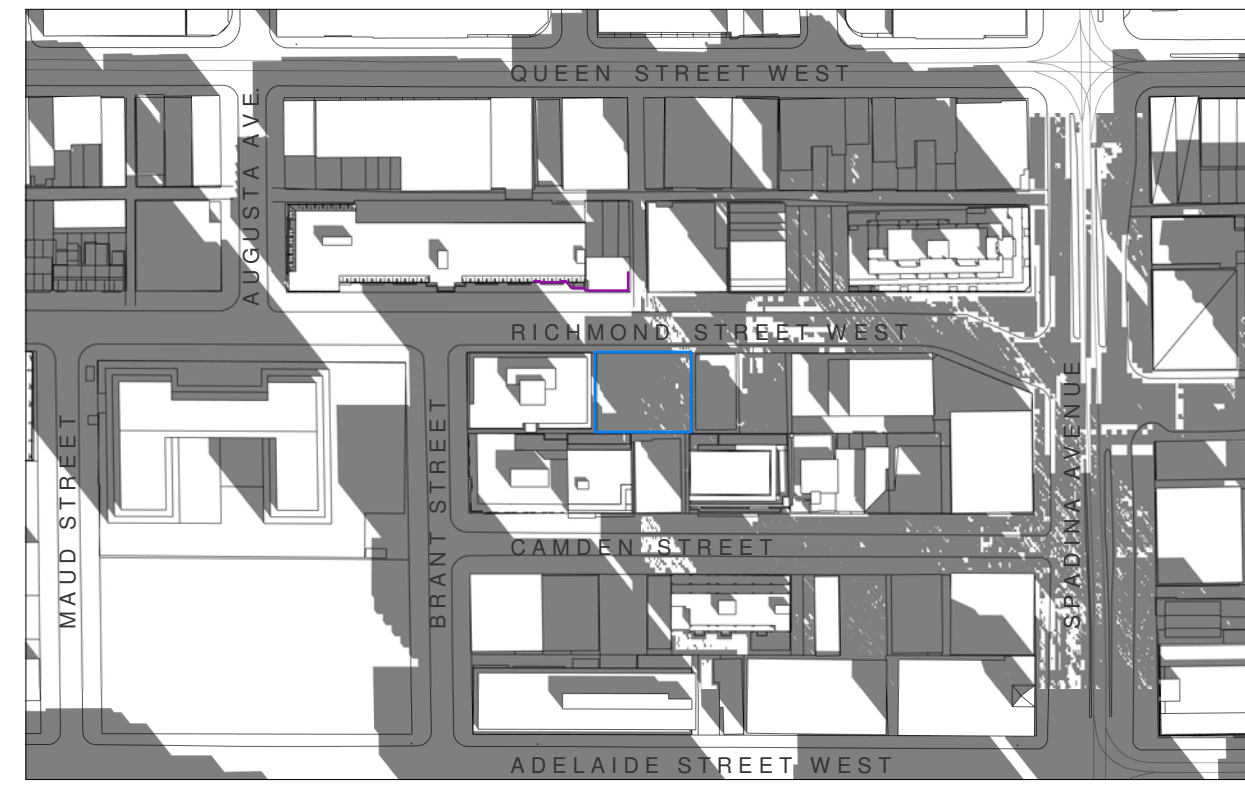 QUEEN STREET WEST
AUGUSTA AVE.
RICHMOND STREET WEST
MAUD STREET
BRANT STREET
SPADINA AVENUE
CAMDEN STREET
ADELAIDE STREET WEST